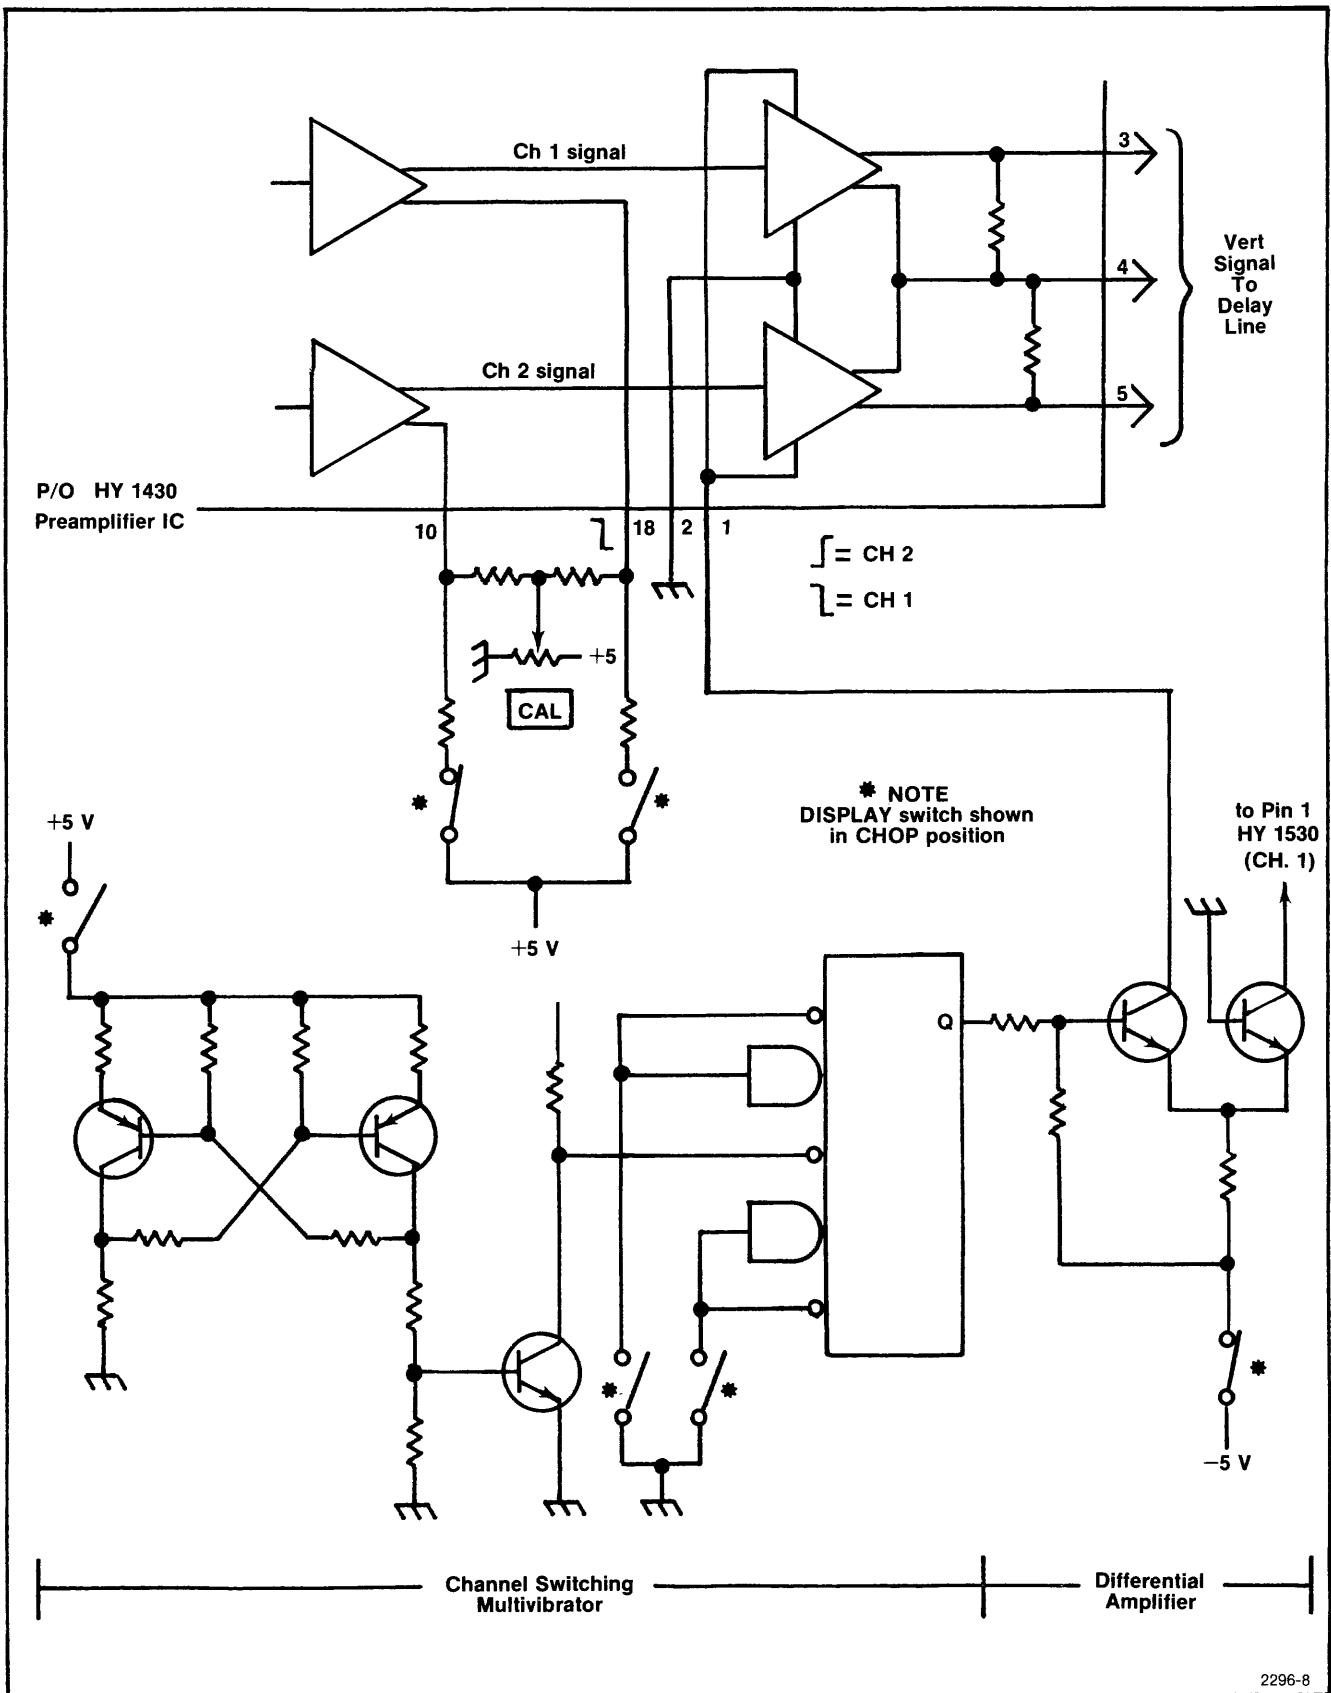 Ch 1 signal
3
4
Vert
Signal
To
Delay
Line
Ch 2 signal
5
P/O HY 1430
Preamplifier IC
10
18
2
1
= CH 2
= CH 1
+5
CAL
* NOTE
DISPLAY switch shown
in CHOP position
*
*
+5 V
to Pin 1
HY 1530
(CH. 1)
*
+5 V
Q
*
*
*
−5 V
Channel Switching
Multivibrator
Differential
Amplifier
2296-8